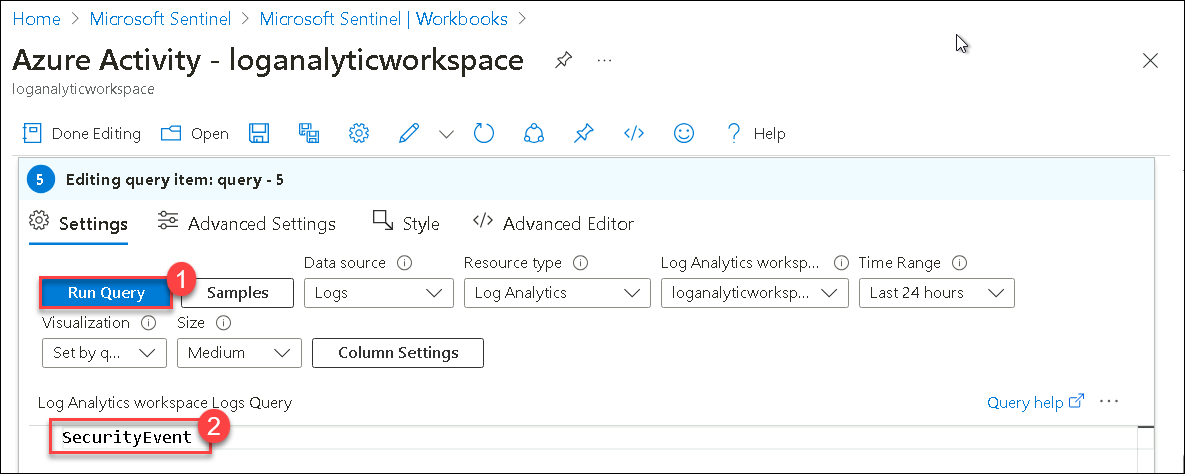 Home > Microsoft Sentinel > Microsoft Sentinel | Workbooks >
Azure Activity - loganalyticworkspace ...
loganalyticworkspace
Done Editing Open Help
5 Editing query item: query - 5
Settings Advanced Settings Style Advanced Editor
Data source Resource type Log Analytics worksp... Time Range
1
Run Query Samples Logs Log Analytics loganalyticworksp... Last 24 hours
Visualization Size
Set by q... Medium Column Settings
Log Analytics workspace Logs Query Query help ...
2
SecurityEvent